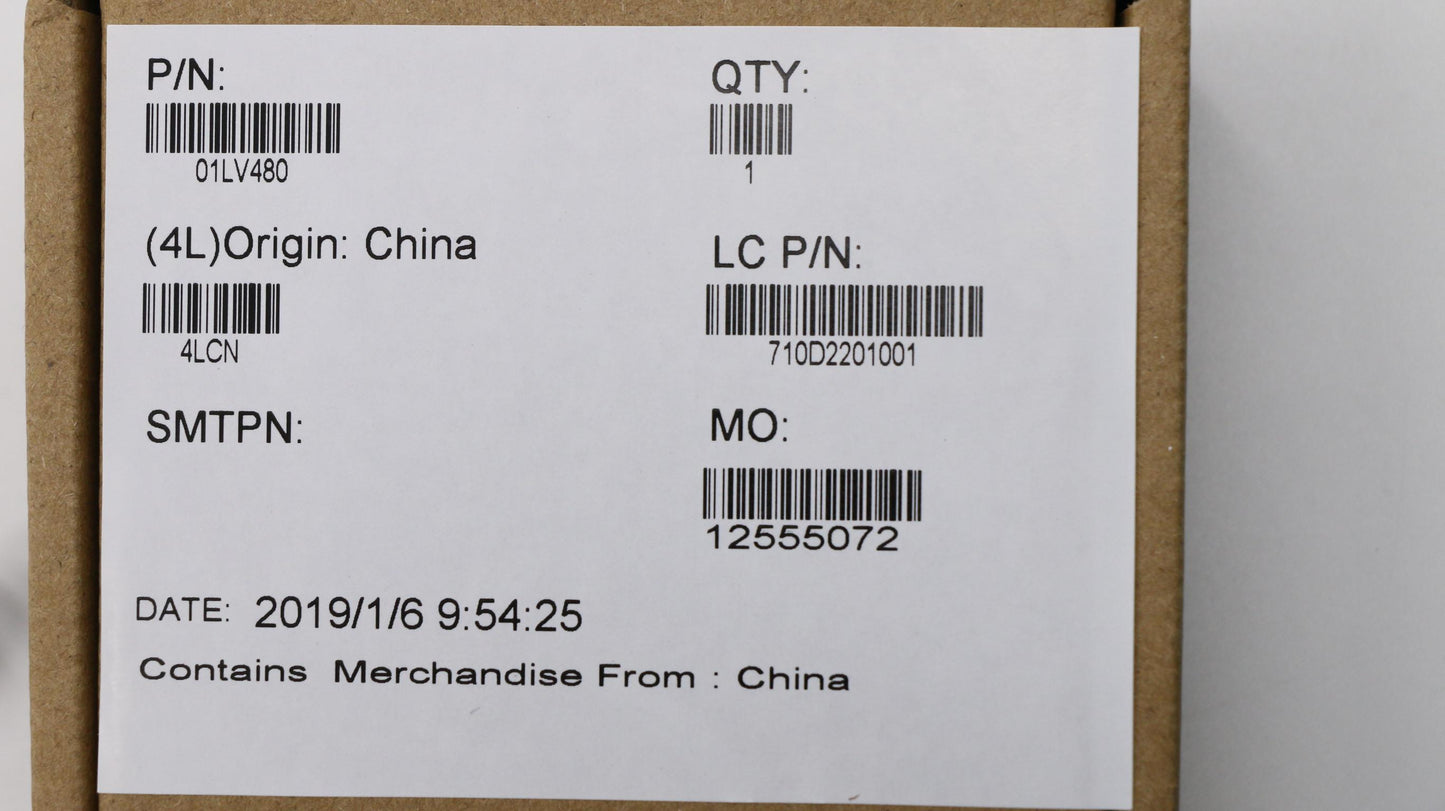 P/N:
01LV480
QTY:
1
(4L)Origin: China
4LCN
LC P/N:
710D2201001
SMTPN:
MO:
12555072
DATE: 2019/1/6 9:54:25
Contains Merchandise From : China